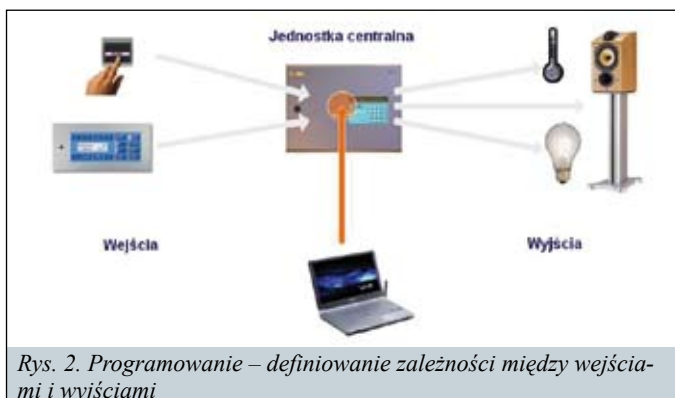 Jednostka centralna
Wejścia
Wyjścia
Rys. 2. Programowanie – definiowanie zależności między wejścia-
mi i wyjściami